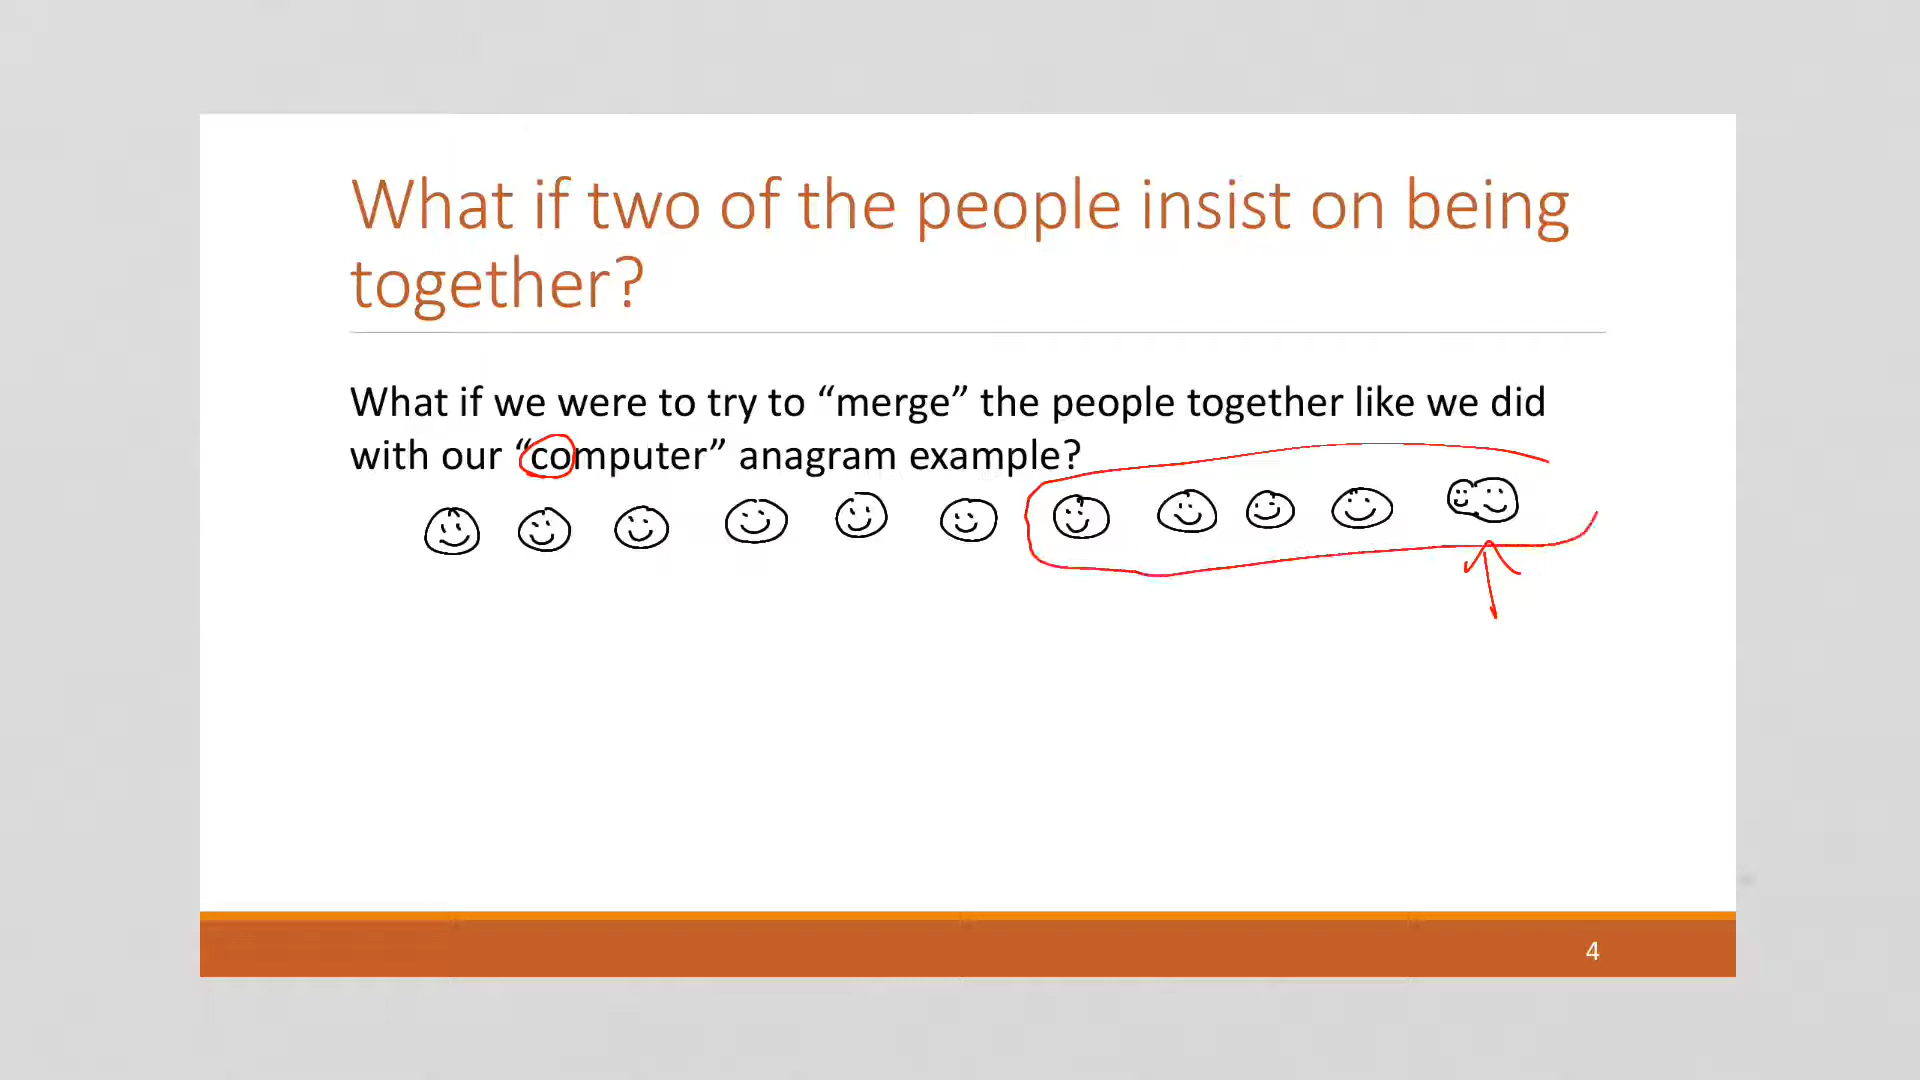 What if two of the people insist on being
together?
What if we were to try to “merge” the people together like we did
with our “computer” anagram example?
4